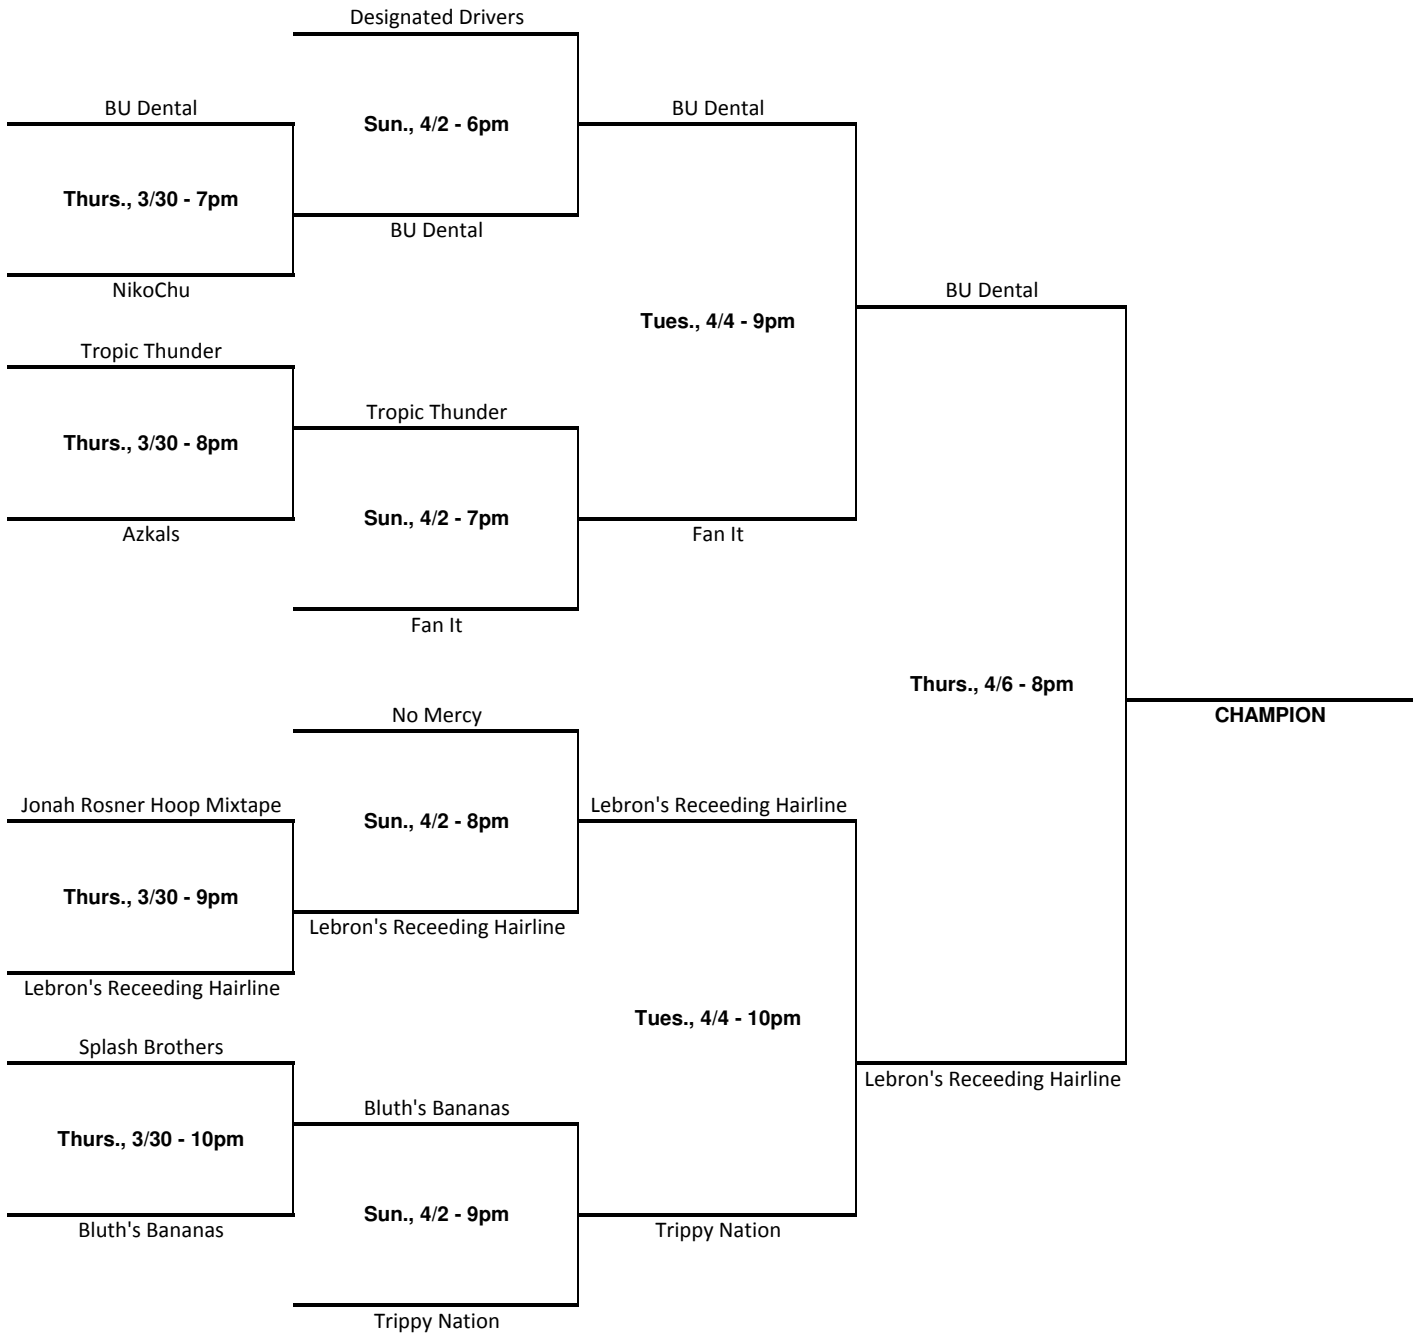 Designated Drivers
BU Dental
Sun., 4/2 - 6pm
BU Dental
Thurs., 3/30 - 7pm
BU Dental
NikoChu
BU Dental
Tues., 4/4 - 9pm
Tropic Thunder
Tropic Thunder
Thurs., 3/30 - 8pm
Sun., 4/2 - 7pm
Azkals
Fan It
Fan It
Thurs., 4/6 - 8pm
No Mercy
CHAMPION
Jonah Rosner Hoop Mixtape
Lebron's Receeding Hairline
Sun., 4/2 - 8pm
Thurs., 3/30 - 9pm
Lebron's Receeding Hairline
Lebron's Receeding Hairline
Tues., 4/4 - 10pm
Splash Brothers
Lebron's Receeding Hairline
Bluth's Bananas
Thurs., 3/30 - 10pm
Sun., 4/2 - 9pm
Bluth's Bananas
Trippy Nation
Trippy Nation